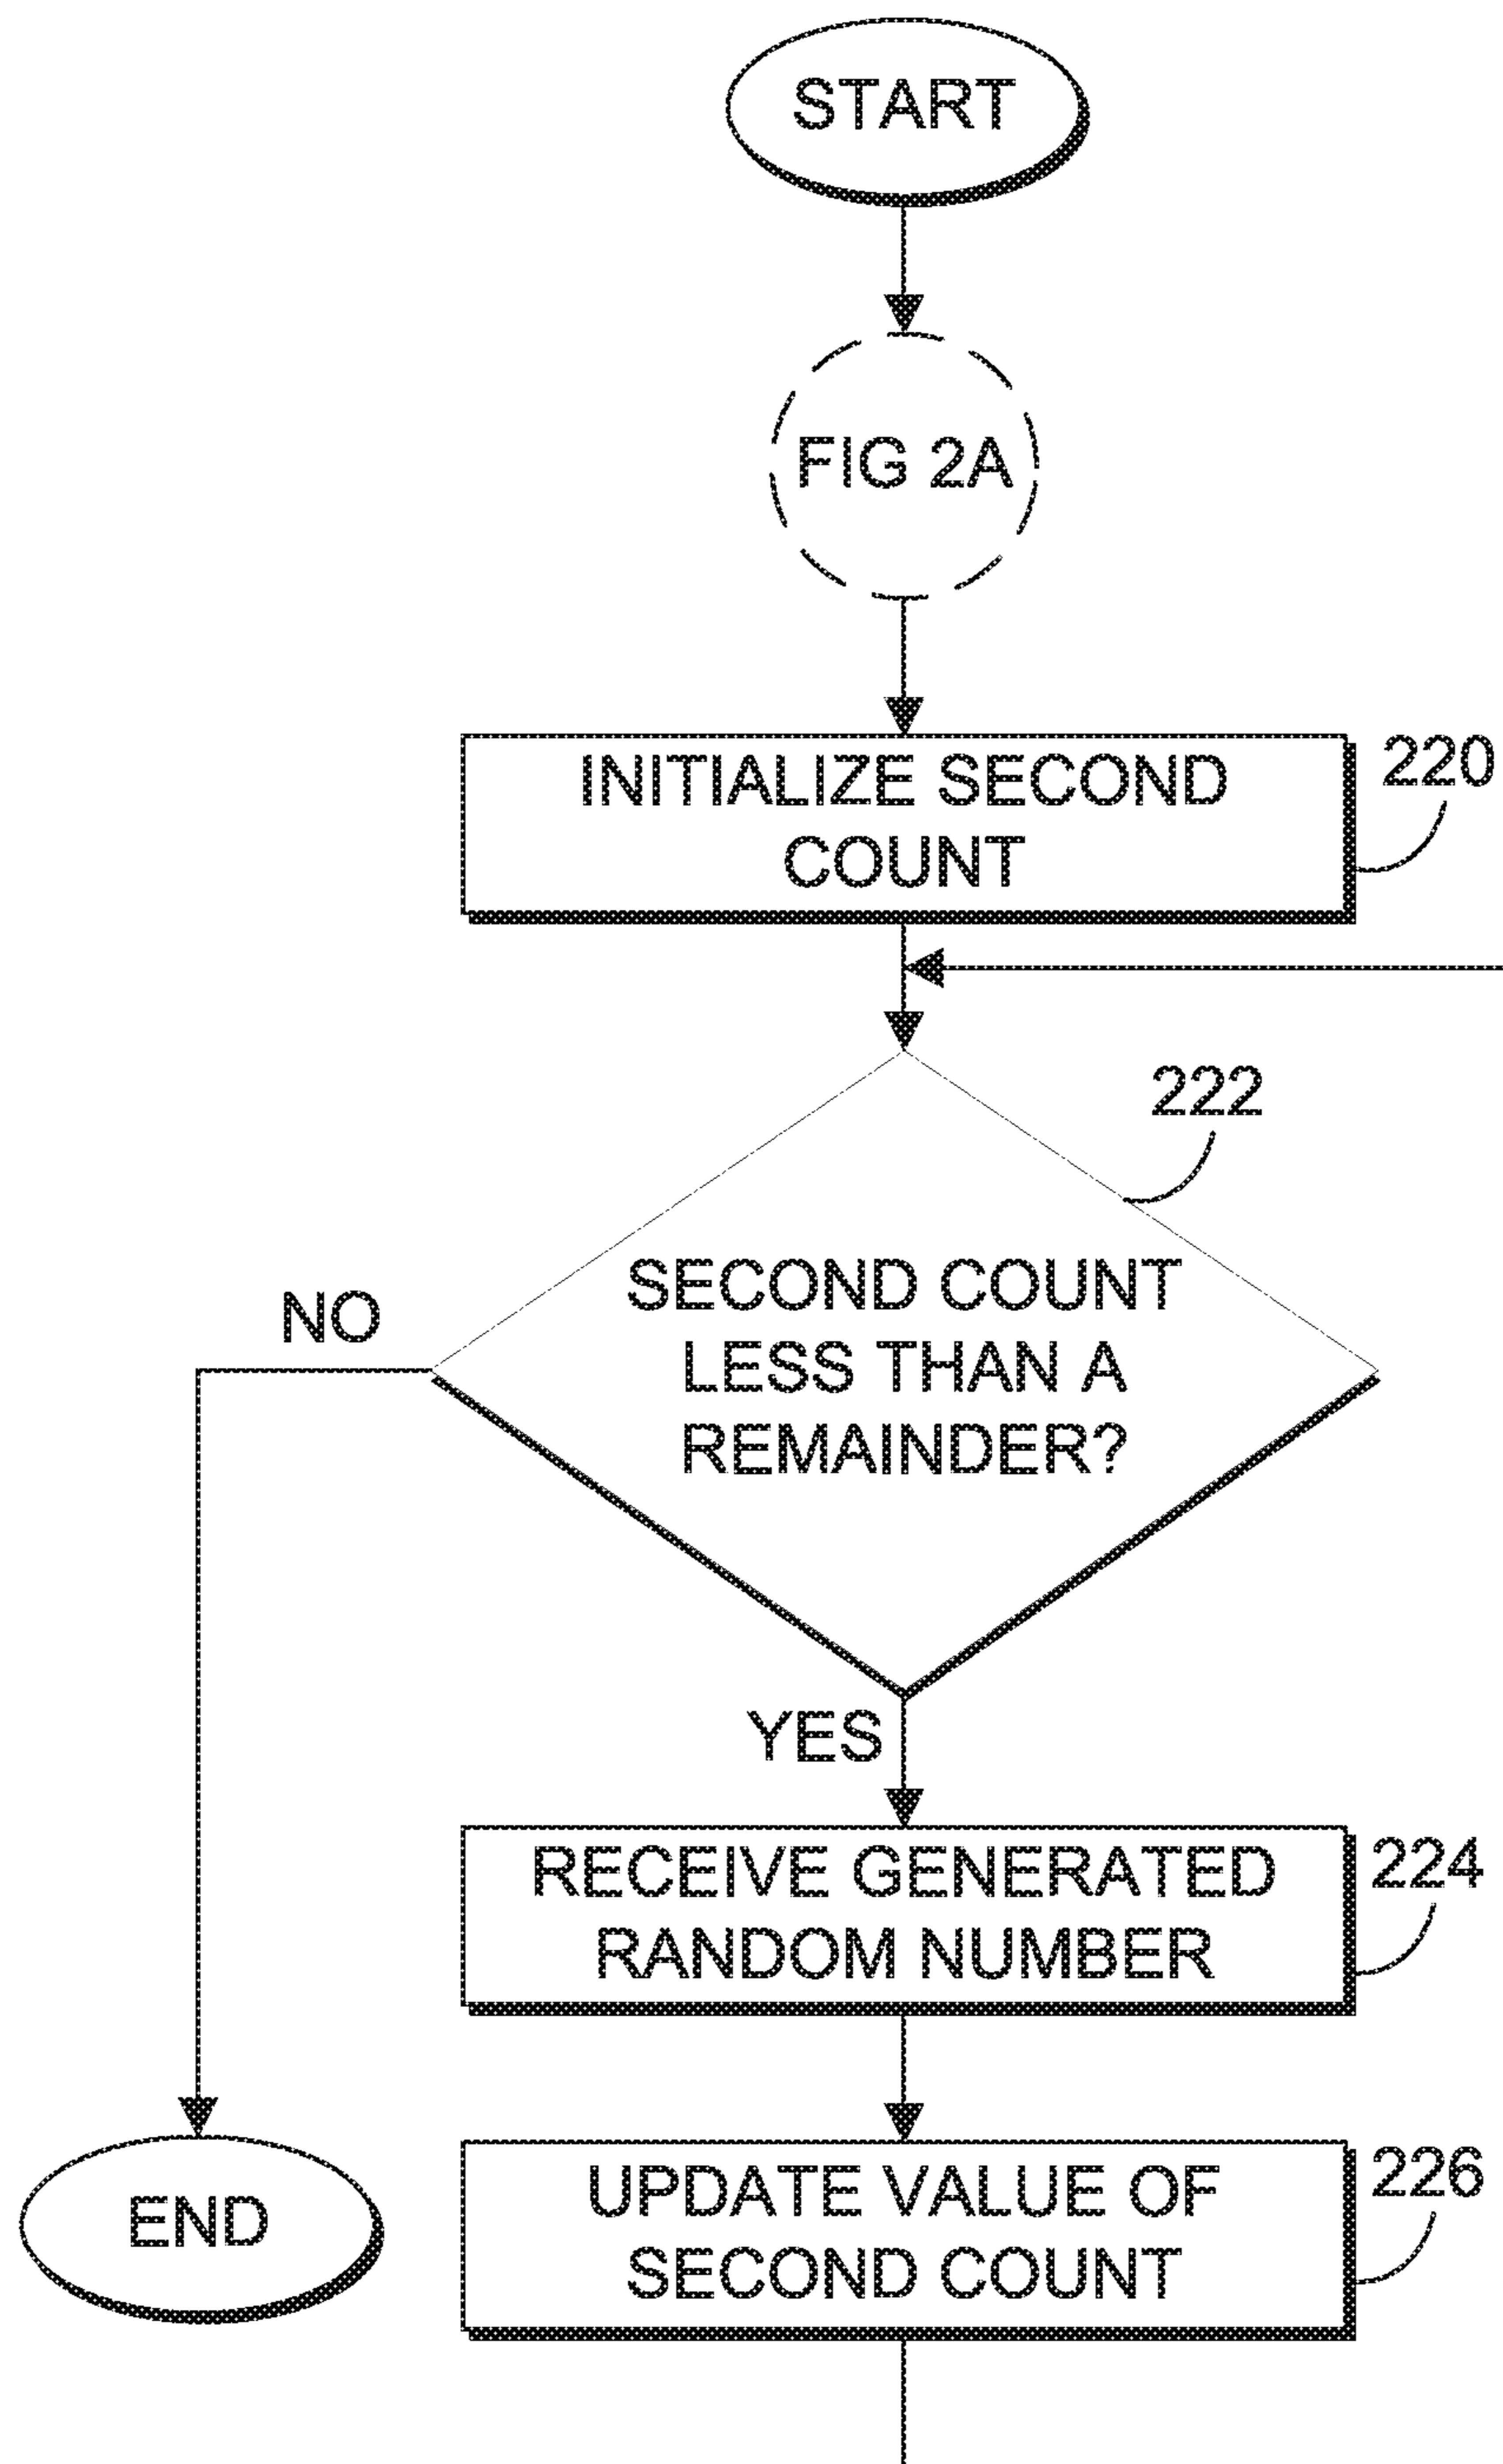 START
FIG 2A
INITIALIZE SECOND
COUNT
220
222
SECOND COUNT
LESS THAN A
REMAINDER?
NO
YES
RECEIVE GENERATED
RANDOM NUMBER
224
END
UPDATE VALUE OF
SECOND COUNT
226